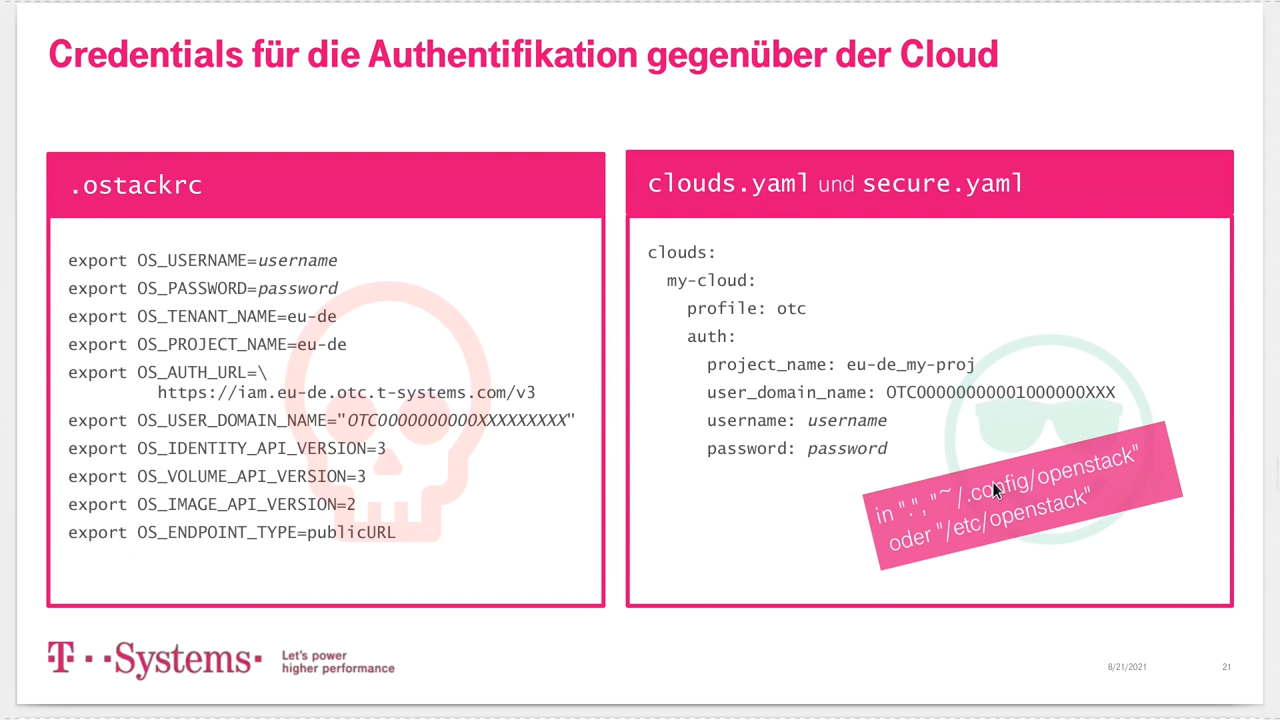 Credentials für die Authentifikation gegenüber der Cloud
.ostackrc
export OS_USERNAME=username
export OS_PASSWORD=password
export OS_TENANT_NAME=eu-de
export OS_PROJECT_NAME=eu-de
export OS_AUTH_URL=\
https://iam.eu-de.otc.t-systems.com/v3
export OS_USER_DOMAIN_NAME="OTC0000000000XXXXXXXXX"
export OS_IDENTITY_API_VERSION=3
export OS_VOLUME_API_VERSION=3
export OS_IMAGE_API_VERSION=2
export OS_ENDPOINT_TYPE=publicURL
clouds.yaml und secure.yaml
clouds:
my-cloud:
profile: otc
auth:
project_name: eu-de_my-proj
user_domain_name: OTC00000000001000000XXX
username: username
password: password
in ".", "~/.config/openstack"
oder "/etc/openstack"
T··Systems·
Let's power
higher performance
8/21/2021
21